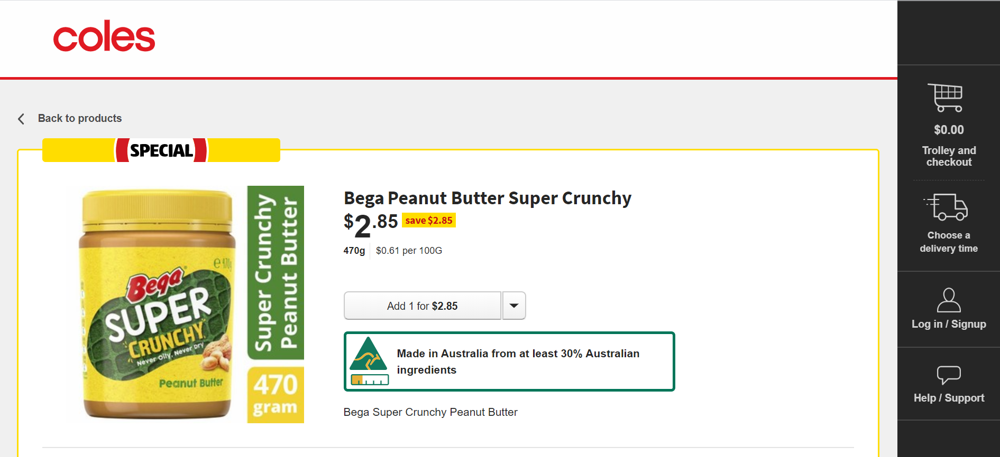 coles
Back to products
SPECIAL
Bega Peanut Butter Super Crunchy
$2.85 save $2.85
470g $0.61 per 100G
Add 1 for $2.85
Made in Australia from at least 30% Australian
ingredients
Bega Super Crunchy Peanut Butter
e 470g
Bega
SUPER
CRUNCHY
Never Oily, Never Dry
Peanut Butter
Super Crunchy
Peanut Butter
470
gram
$0.00
Trolley and
checkout
Choose a
delivery time
Log in / Signup
Help / Support